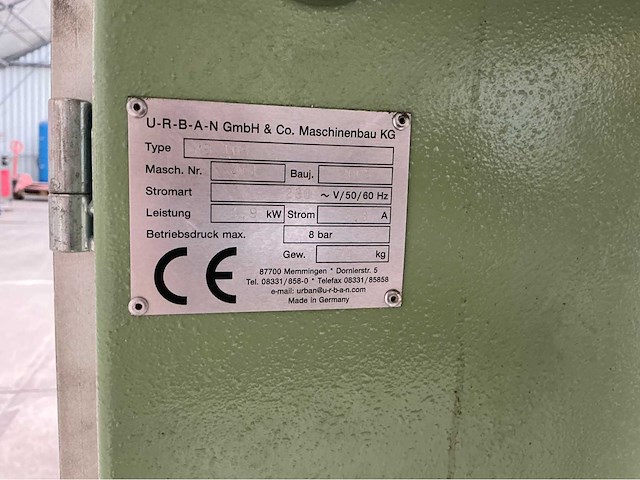 U-R-B-A-N GmbH & Co. Maschinenbau KG
Type
Masch. Nr. Bauj.
Stromart ~ V/50/60 Hz
Leistung kW Strom A
Betriebsdruck max. 8 bar
Gew. kg
CE
87700 Memmingen * Dornierstr. 5
Tel. 08331/858-0 * Telefax 08331/85858
e-mail: urban@u-r-b-a-n.com
Made in Germany